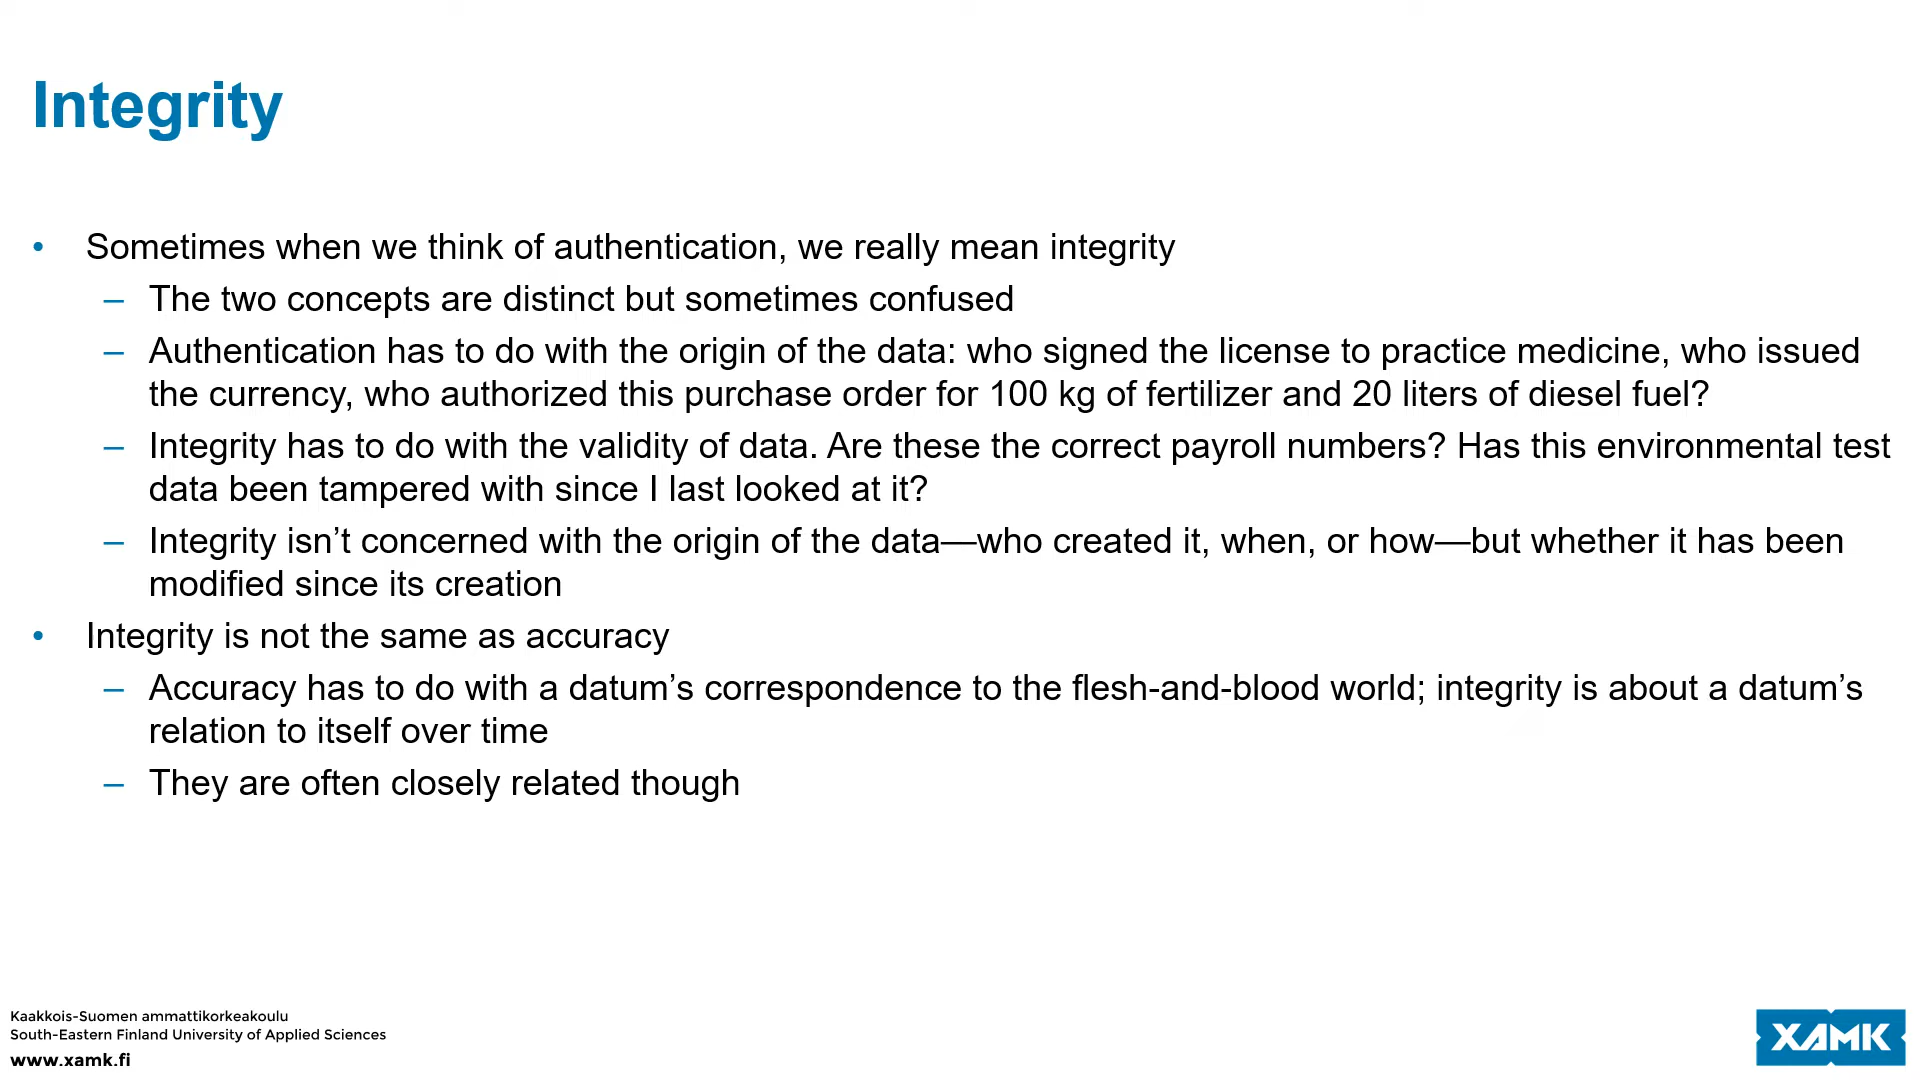 Integrity
• Sometimes when we think of authentication, we really mean integrity
– The two concepts are distinct but sometimes confused
– Authentication has to do with the origin of the data: who signed the license to practice medicine, who issued
the currency, who authorized this purchase order for 100 kg of fertilizer and 20 liters of diesel fuel?
– Integrity has to do with the validity of data. Are these the correct payroll numbers? Has this environmental test
data been tampered with since I last looked at it?
– Integrity isn’t concerned with the origin of the data—who created it, when, or how—but whether it has been
modified since its creation
• Integrity is not the same as accuracy
– Accuracy has to do with a datum’s correspondence to the flesh-and-blood world; integrity is about a datum’s
relation to itself over time
– They are often closely related though
Kaakkois-Suomen ammattikorkeakoulu
South-Eastern Finland University of Applied Sciences
www.xamk.fi
XAMK